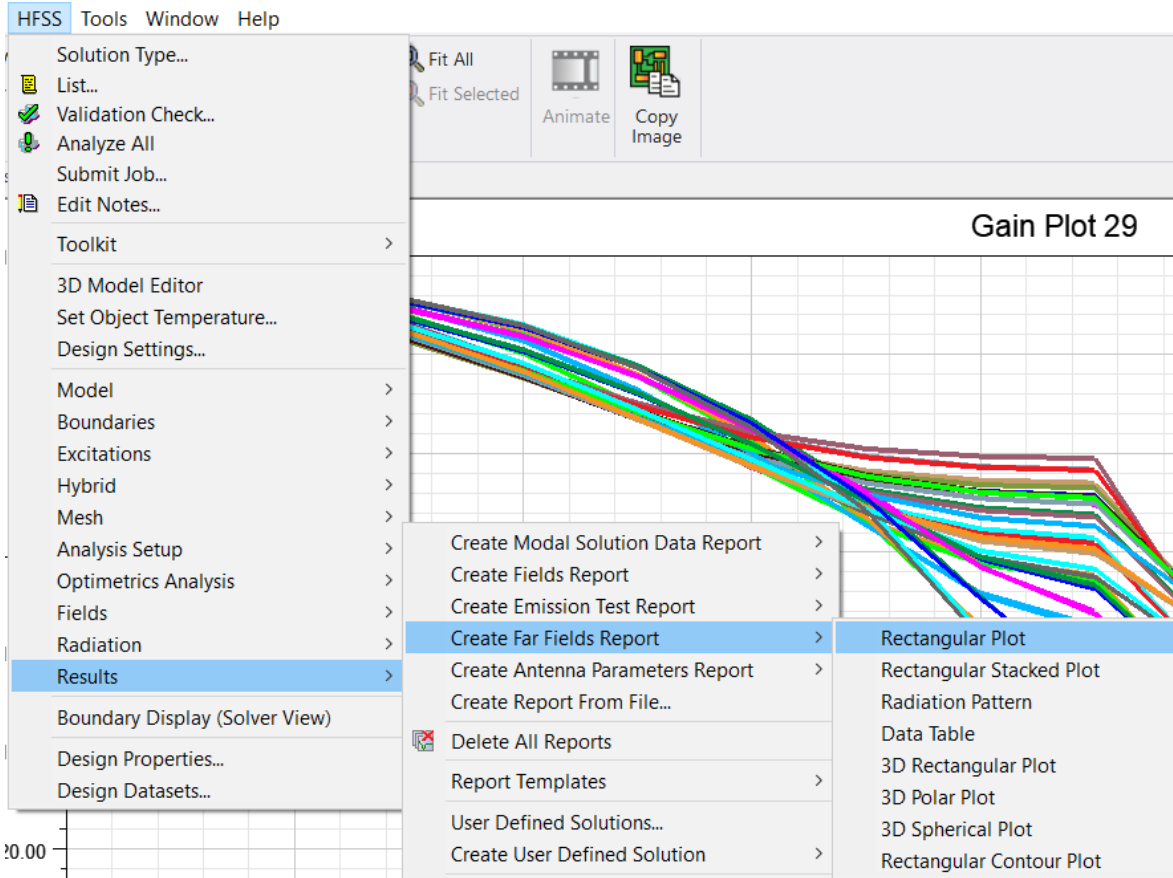 HFSS Tools Window Help
Solution Type...
List...
Validation Check...
Analyze All
Submit Job...
Edit Notes...
Toolkit
3D Model Editor
Set Object Temperature...
Design Settings...
Model
Boundaries
Excitations
Hybrid
Mesh
Analysis Setup
Optimetrics Analysis
Fields
Radiation
Results
Boundary Display (Solver View)
Design Properties...
Design Datasets...
Fit All
Fit Selected
Animate
Copy
Image
Gain Plot 29
Create Modal Solution Data Report
Create Fields Report
Create Emission Test Report
Create Far Fields Report
Create Antenna Parameters Report
Create Report From File...
Delete All Reports
Report Templates
User Defined Solutions...
Create User Defined Solution
Rectangular Plot
Rectangular Stacked Plot
Radiation Pattern
Data Table
3D Rectangular Plot
3D Polar Plot
3D Spherical Plot
Rectangular Contour Plot
20.00